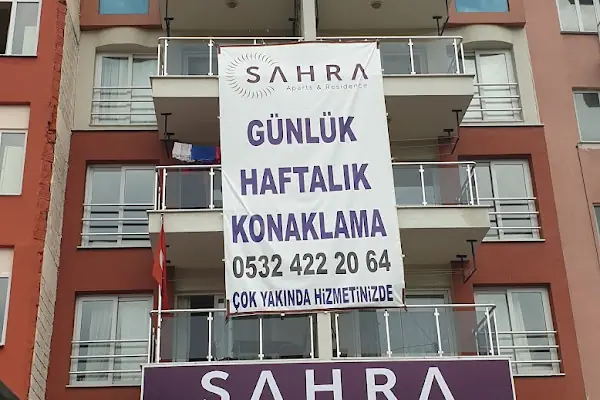 SAHRA
Aparts & Residence
GÜNLÜK
HAFTALIK
KONAKLAMA
0532 422 20 64
ÇOK YAKINDA HİZMETİNİZDE
SAHRA